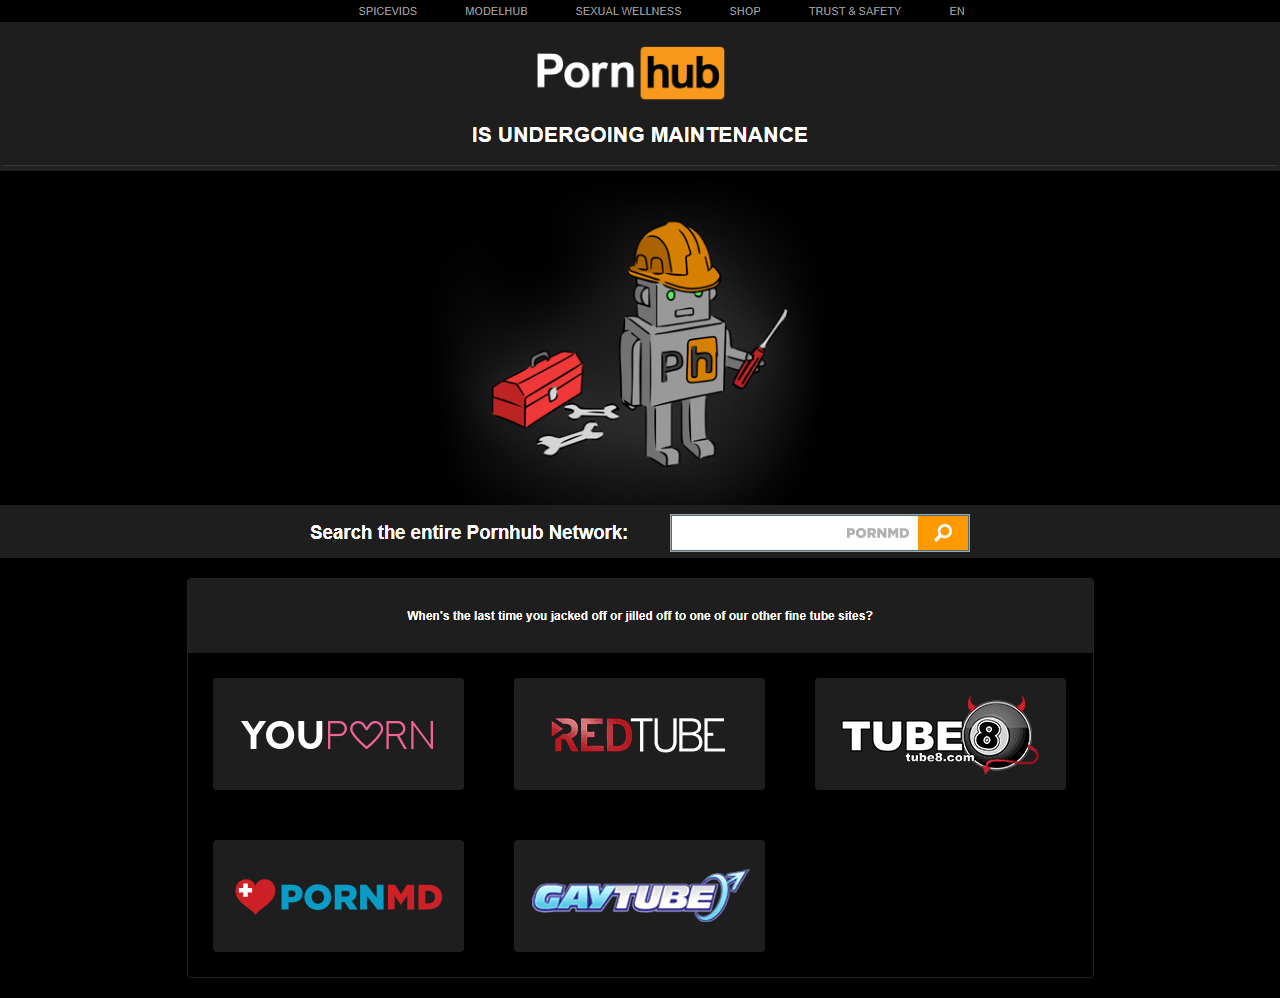 SPICEVIDS MODELHUB SEXUAL WELLNESS SHOP TRUST & SAFETY EN
Porn hub
IS UNDERGOING MAINTENANCE
Ph
Search the entire Pornhub Network: PORNMD
When's the last time you jacked off or jilled off to one of our other fine tube sites?
YOUPORN REDTUBE TUBE8
tube8.com
PORNMD GAYTUBE